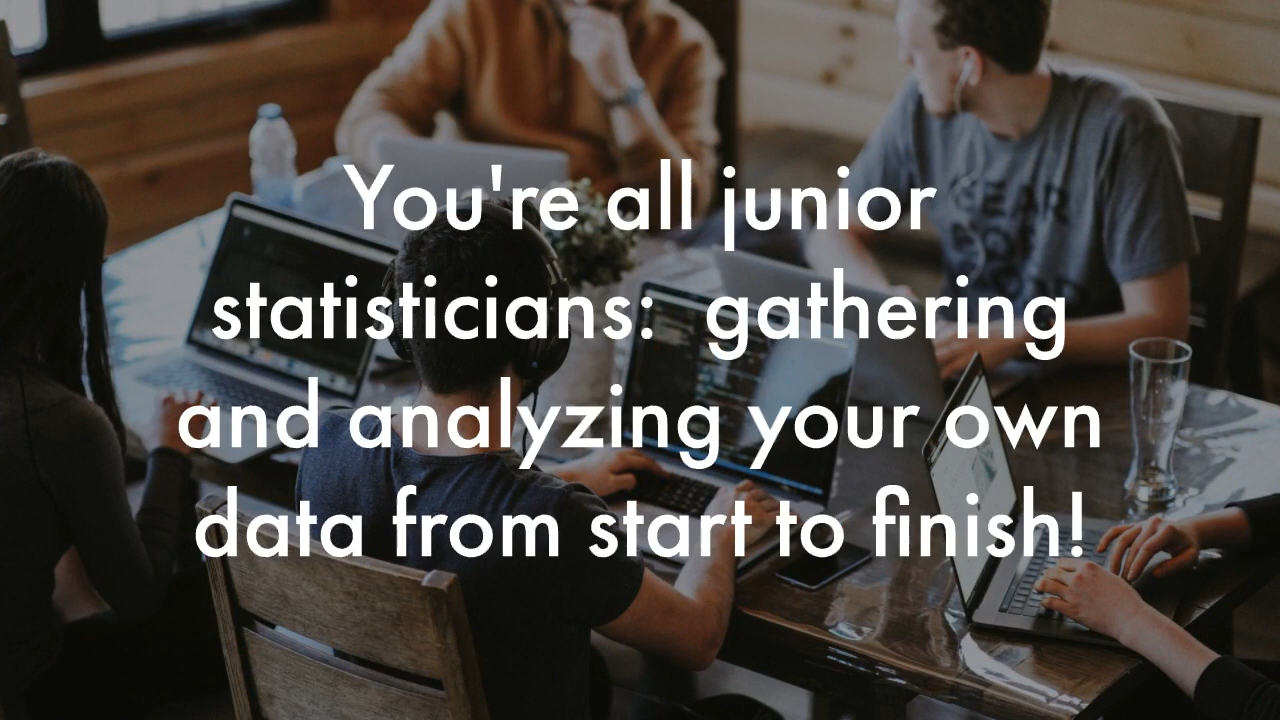 You're all junior
statisticians:  gathering
and analyzing your own
data from start to finish!